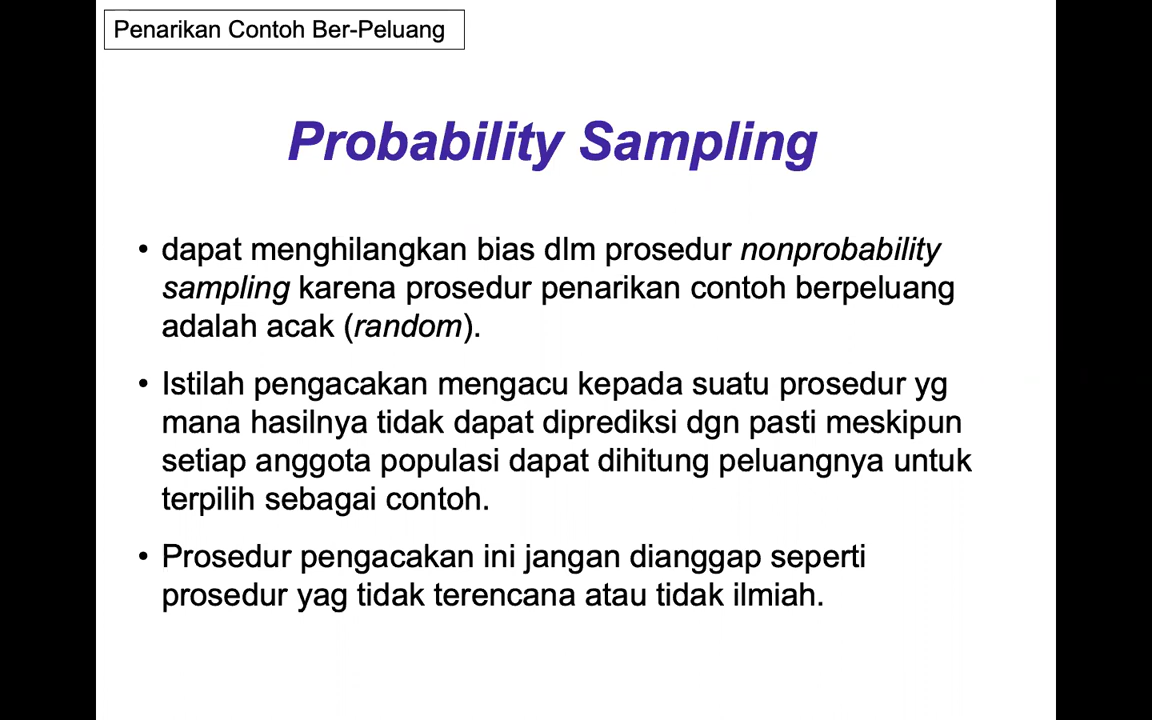 Penarikan Contoh Ber-Peluang
Probability Sampling
• dapat menghilangkan bias dlm prosedur nonprobability
sampling karena prosedur penarikan contoh berpeluang
adalah acak (random).
• Istilah pengacakan mengacu kepada suatu prosedur yg
mana hasilnya tidak dapat diprediksi dgn pasti meskipun
setiap anggota populasi dapat dihitung peluangnya untuk
terpilih sebagai contoh.
• Prosedur pengacakan ini jangan dianggap seperti
prosedur yag tidak terencana atau tidak ilmiah.